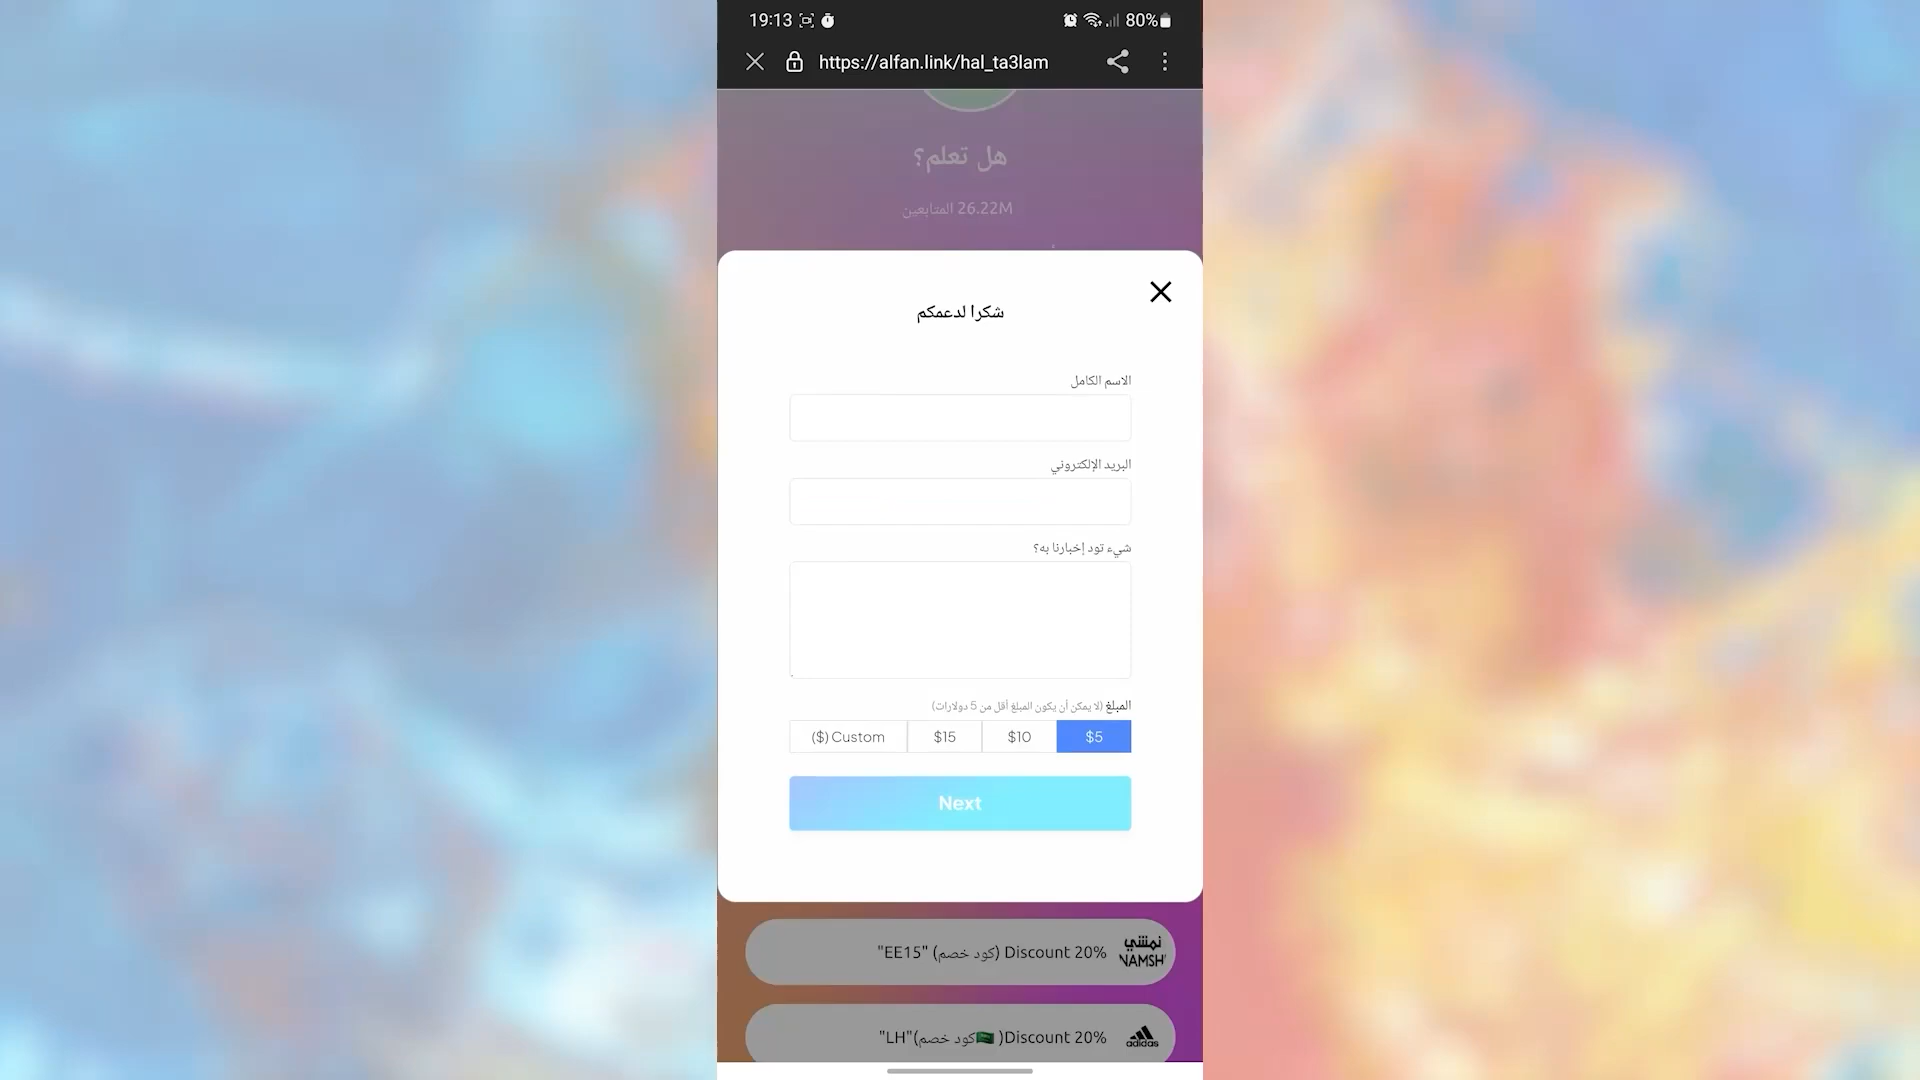 19:13
80%
https://alfan.link/hal_ta3lam
هل تعلم؟
26.22M المتابعين
شكرا لدعمكم
الاسم الكامل
البريد الإلكتروني
شيء تود إخبارنا به؟
المبلغ (لا يمكن أن يكون المبلغ أقل من 5 دولارات)
($) Custom $15 $10 $5
Next
"EE15" (كود خصم) Discount 20%
نمشي
NAMSHI
"LH"(كود خصم🇸🇦 )Discount 20%
adidas